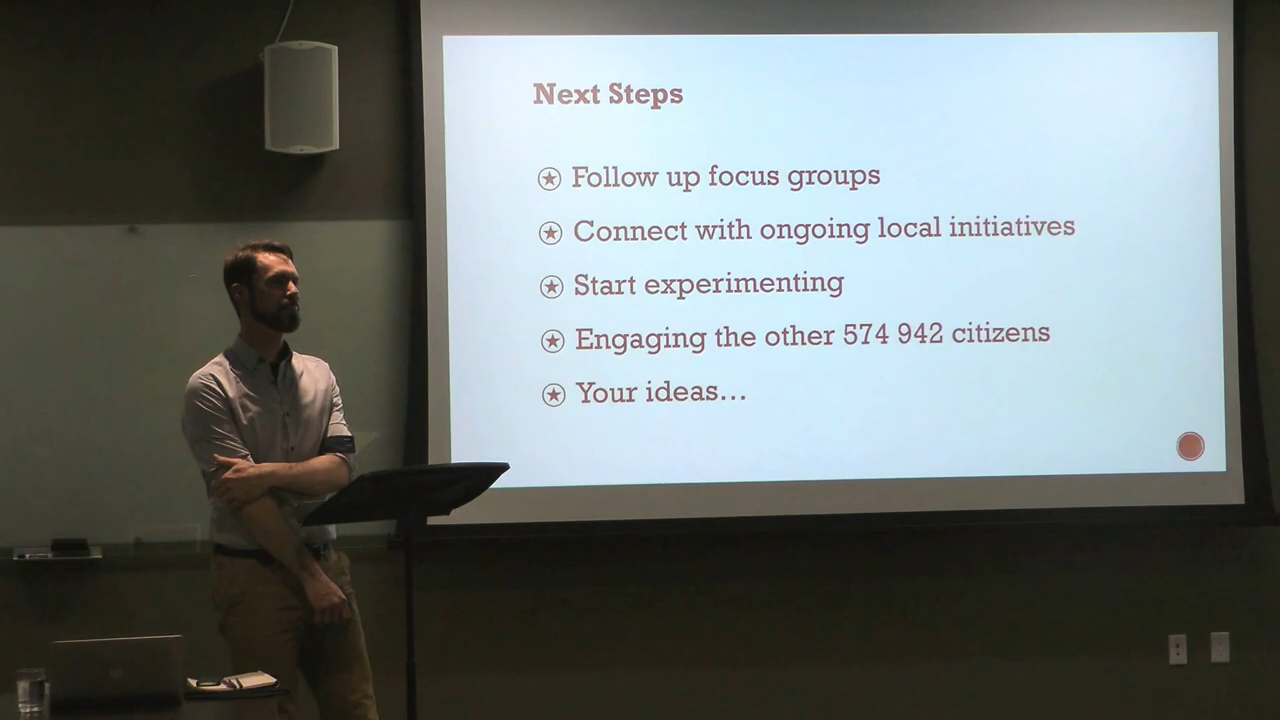 Next Steps
Follow up focus groups
Connect with ongoing local initiatives
Start experimenting
Engaging the other 574 942 citizens
Your ideas...